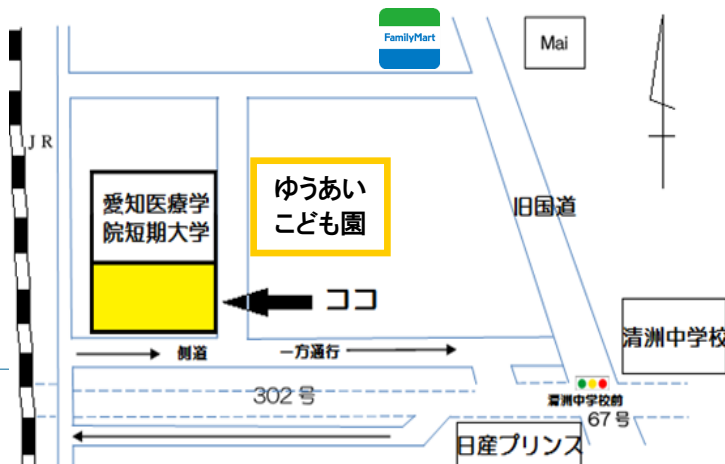 FamilyMart
Mai
JR
愛知医療学
院短期大学
ゆうあい
こども園
旧国道
ココ
清洲中学校
側道
一方通行
302号
清洲中学校前
67号
日産プリンス